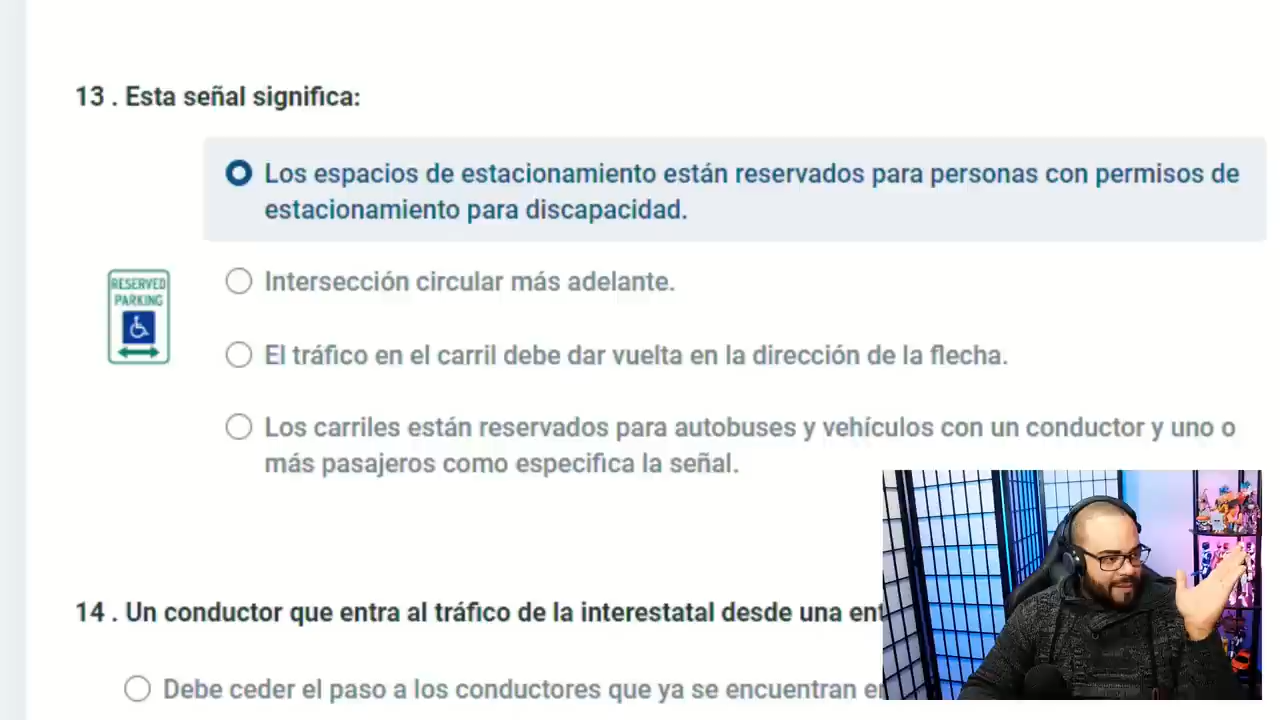 13 . Esta señal significa:
Los espacios de estacionamiento están reservados para personas con permisos de
estacionamiento para discapacidad.
RESERVED
PARKING
Intersección circular más adelante.
El tráfico en el carril debe dar vuelta en la dirección de la flecha.
Los carriles están reservados para autobuses y vehículos con un conductor y uno o
más pasajeros como especifica la señal.
14 . Un conductor que entra al tráfico de la interestatal desde una ent
Debe ceder el paso a los conductores que ya se encuentran